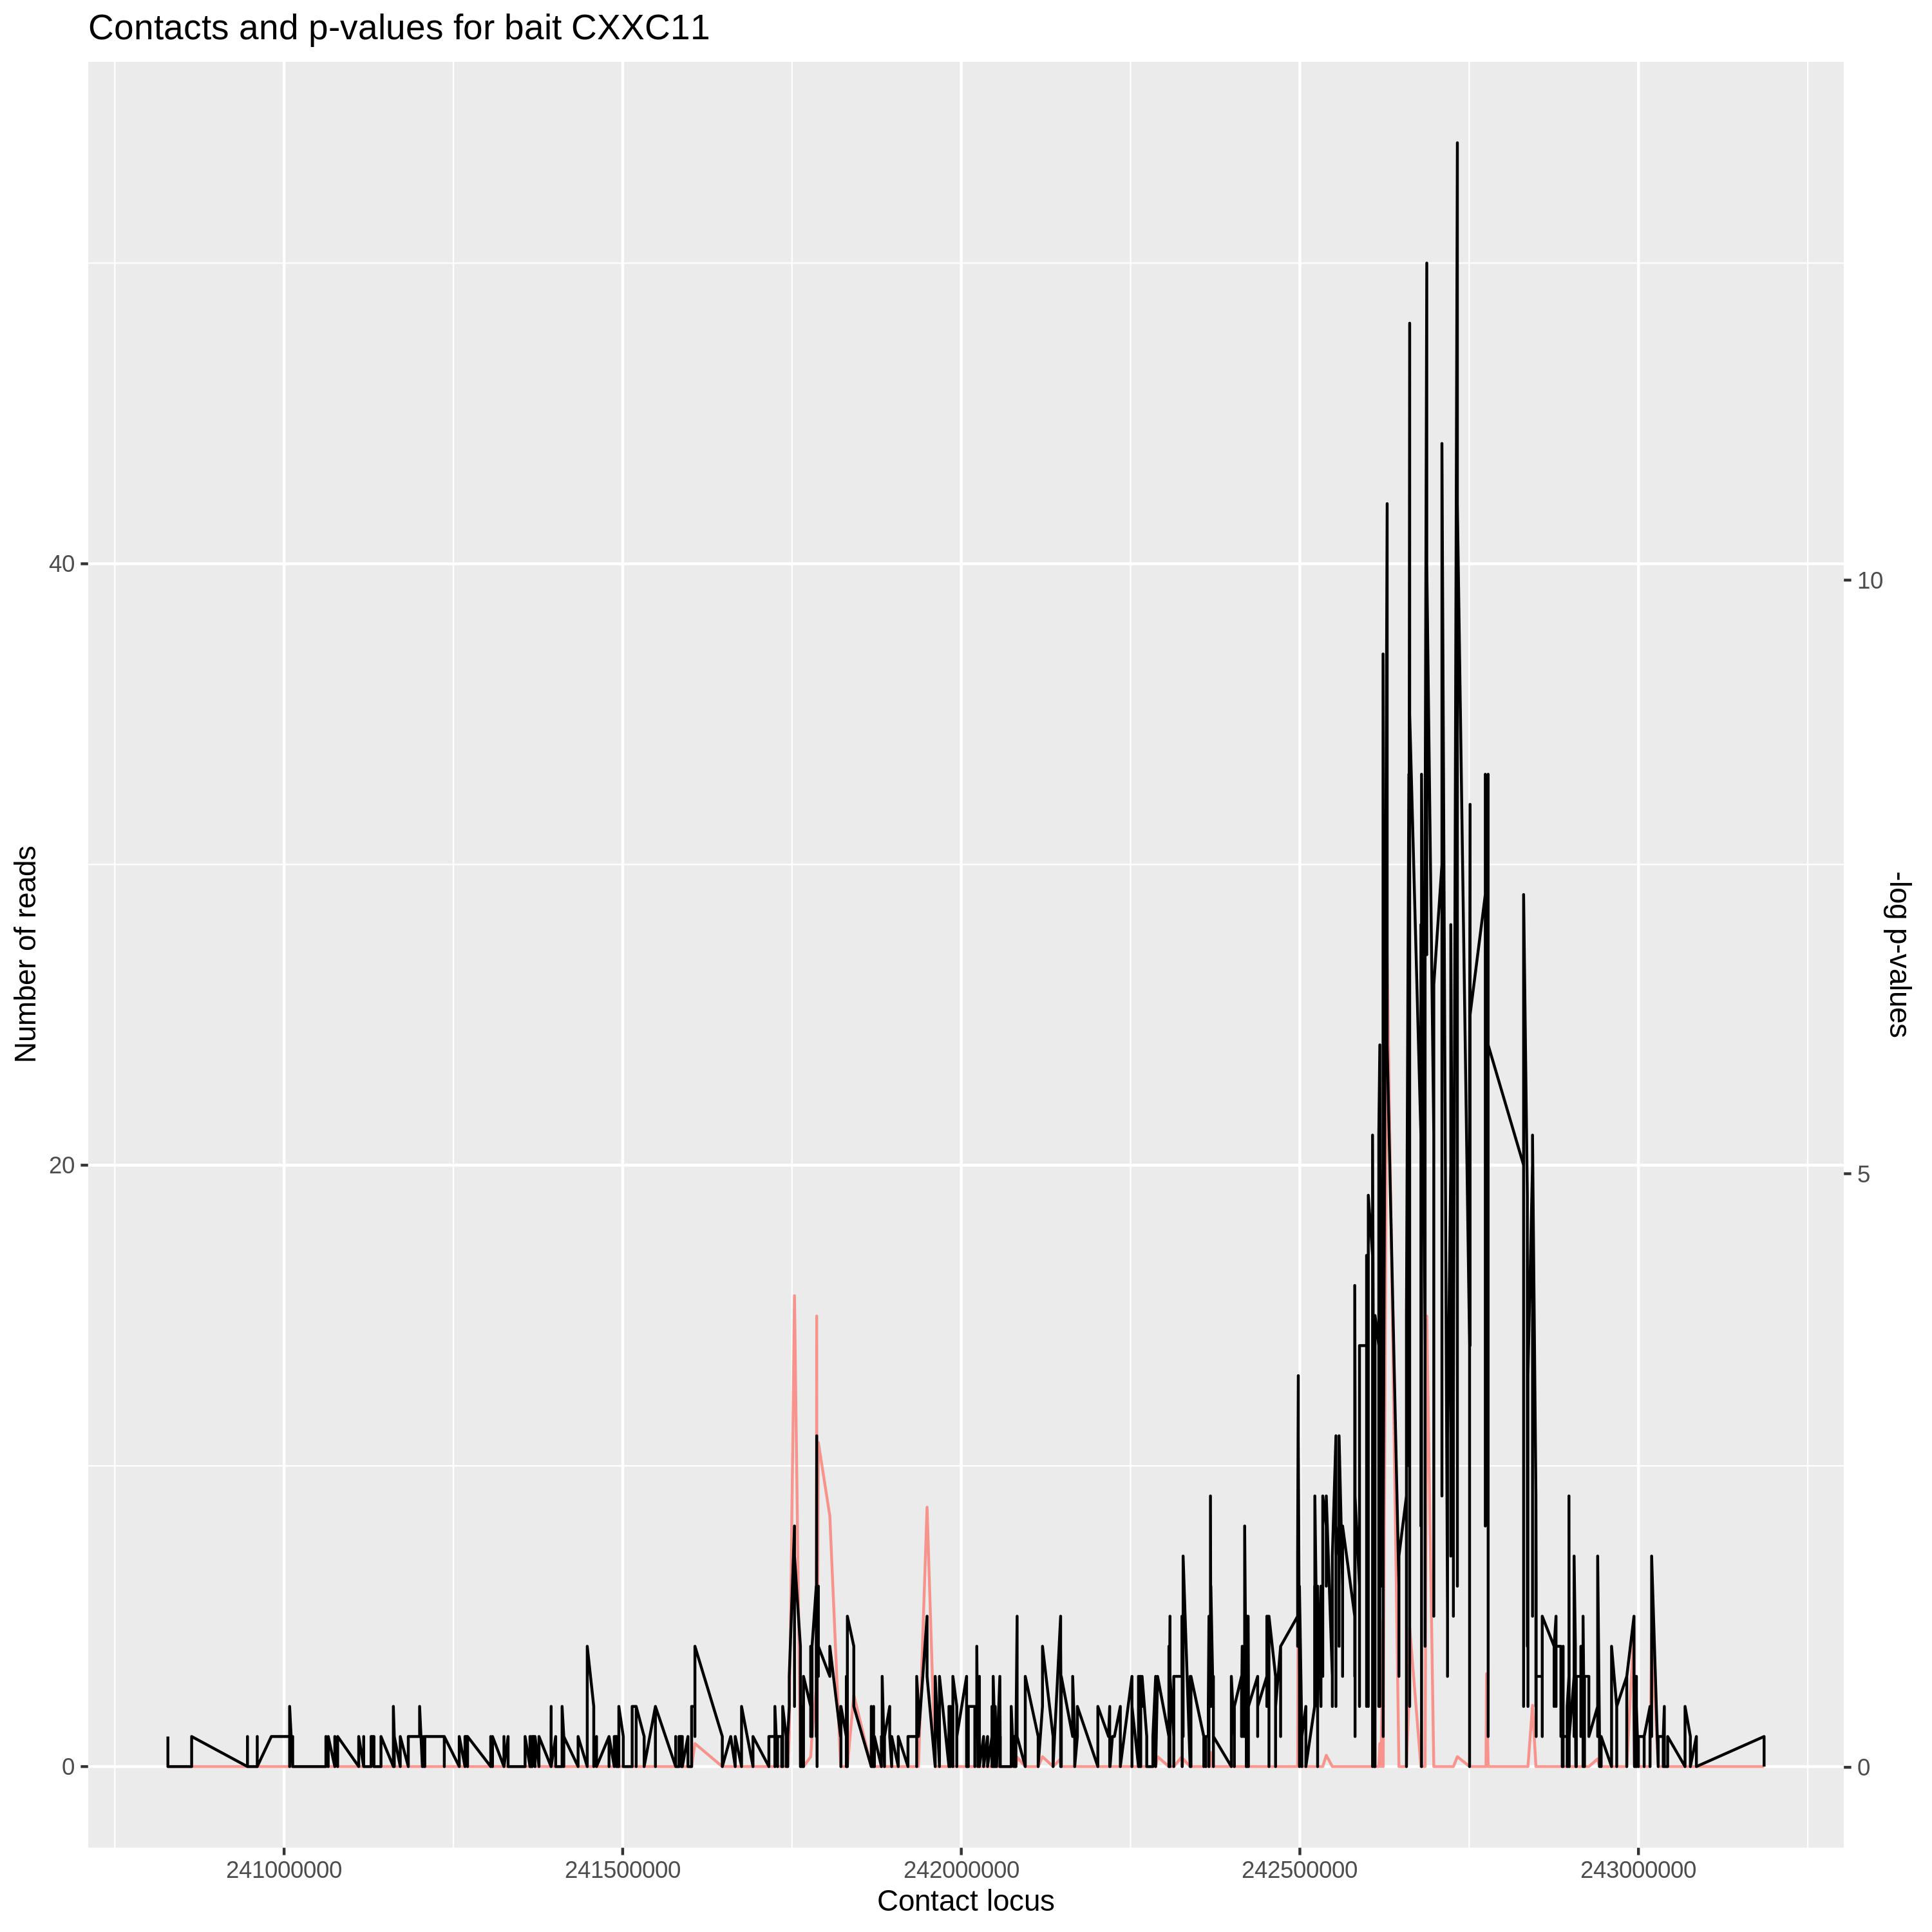 Contacts and p-values for bait CXXC11
40
20
0
Number of reads
10
5
0
-log p-values
241000000
241500000
242000000
242500000
243000000
Contact locus